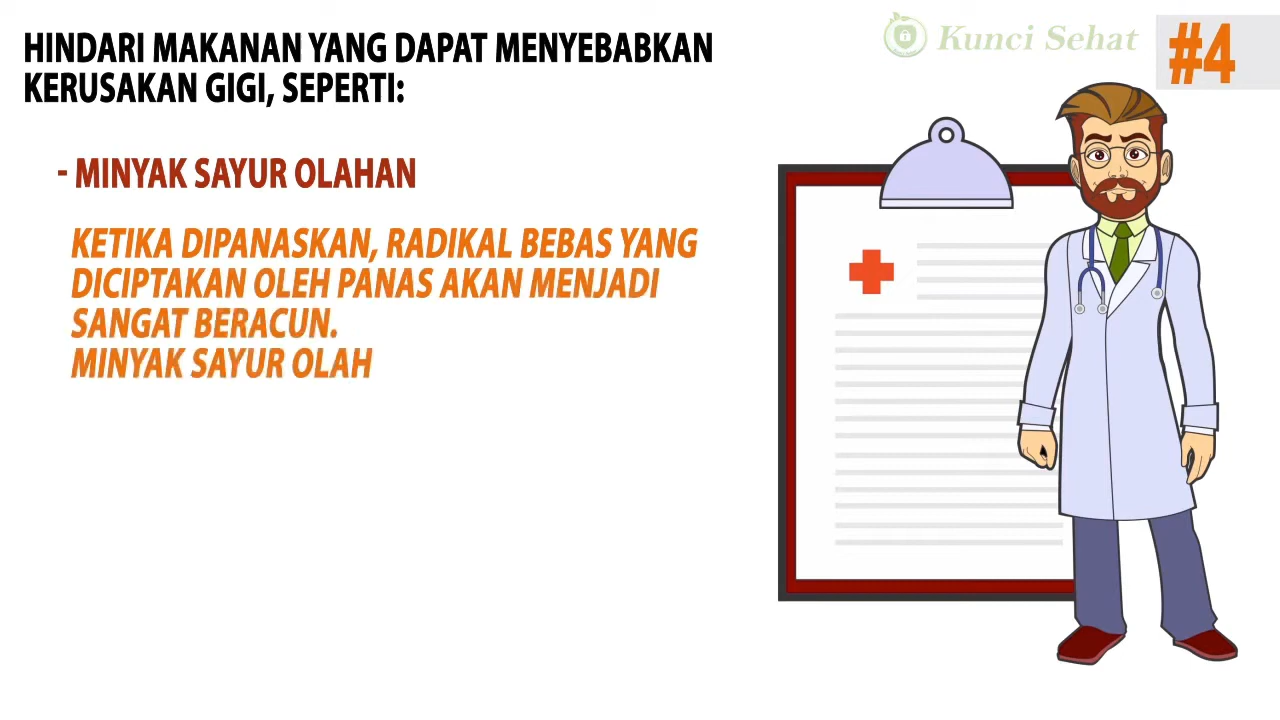 HINDARI MAKANAN YANG DAPAT MENYEBABKAN
KERUSAKAN GIGI, SEPERTI:
Kunci Sehat
#4
- MINYAK SAYUR OLAHAN
KETIKA DIPANASKAN, RADIKAL BEBAS YANG
DICIPTAKAN OLEH PANAS AKAN MENJADI
SANGAT BERACUN.
MINYAK SAYUR OLAH